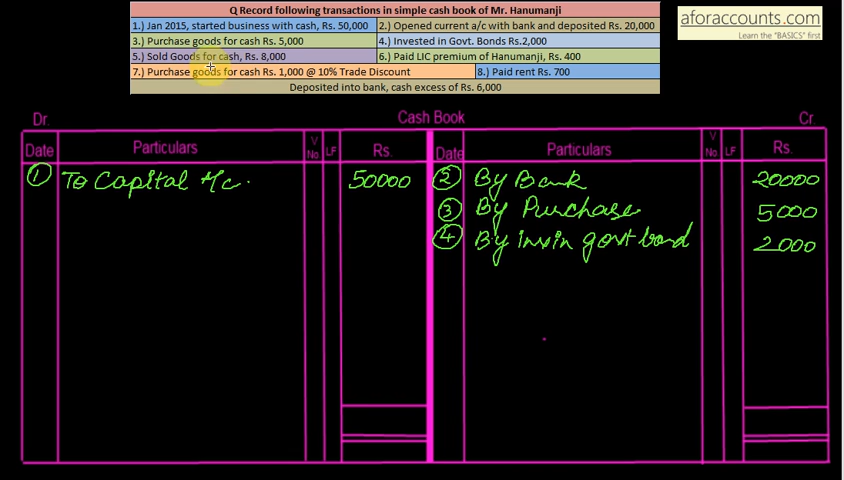 Q Record following transactions in simple cash book of Mr. Hanumanji
1.) Jan 2015, started business with cash, Rs. 50,000 2.) Opened current a/c with bank and deposited Rs. 20,000
3.) Purchase goods for cash Rs. 5,000 4.) Invested in Govt. Bonds Rs.2,000
5.) Sold Goods for cash, Rs. 8,000 6.) Paid LIC premium of Hanumanji, Rs. 400
7.) Purchase goods for cash Rs. 1,000 @ 10% Trade Discount 8.) Paid rent Rs. 700
Deposited into bank, cash excess of Rs. 6,000
aforaccounts.com
Learn the "BASICS" first
Dr. Cash Book Cr.
Date Particulars V No LF Rs. Date Particulars V No LF Rs.
① To Capital A/c. 50000 ② By Bank 20000
③ By Purchase 5000
④ By inv in govt bond 2000